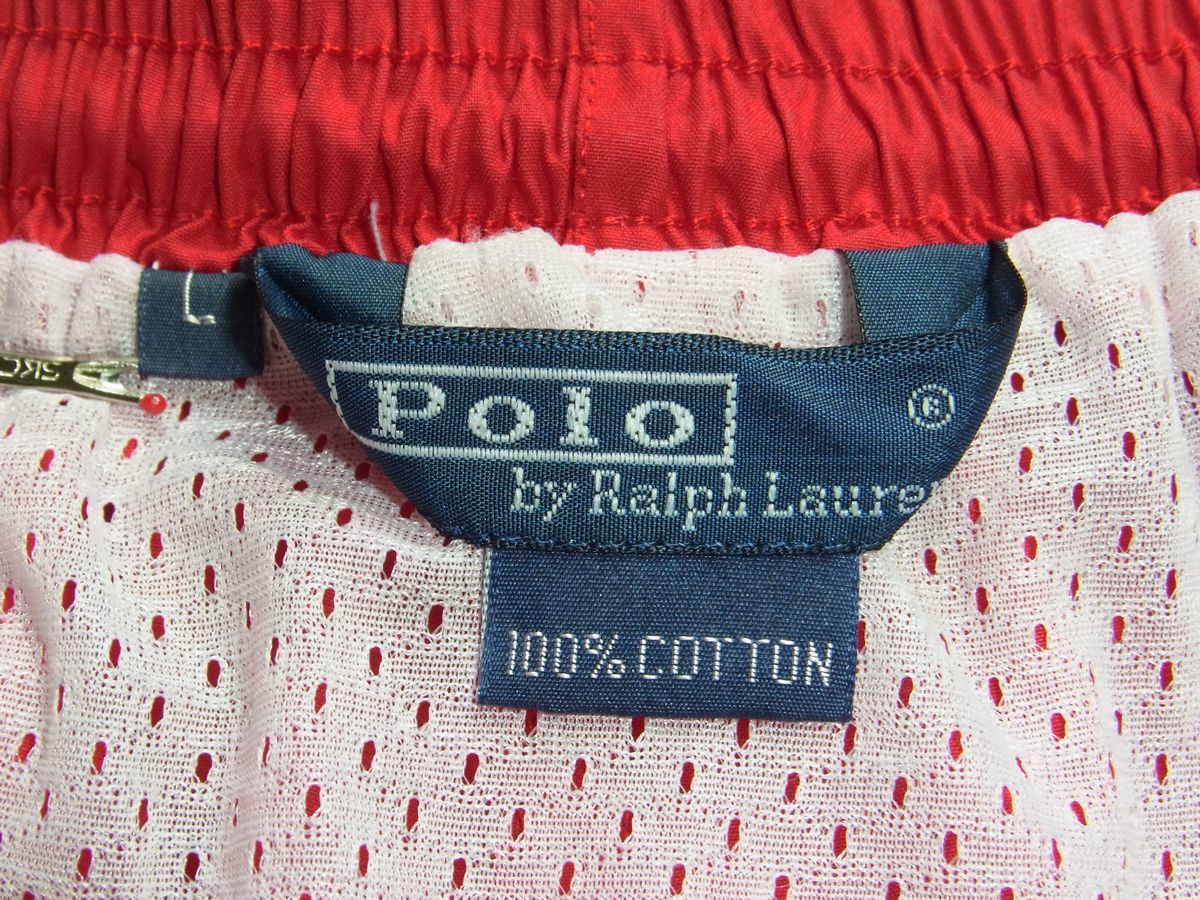 L
Polo ®
by Ralph Laure
100% COTTON